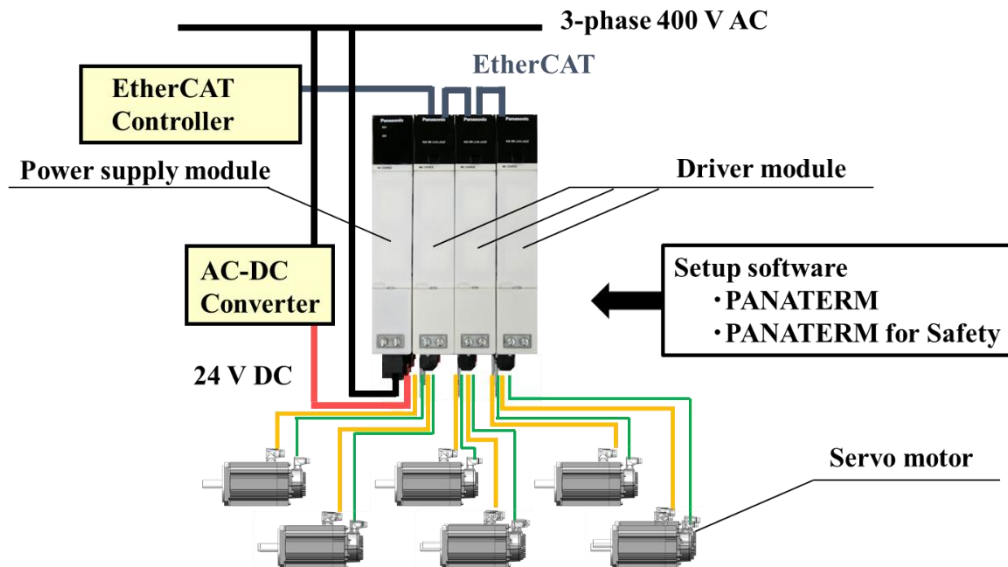 3-phase 400 V AC
EtherCAT
EtherCAT
Controller
Panasonic
Panasonic
Panasonic
Panasonic
Power supply module
Driver module
AC-DC
Converter
Setup software
・PANATERM
・PANATERM for Safety
24 V DC
Servo motor